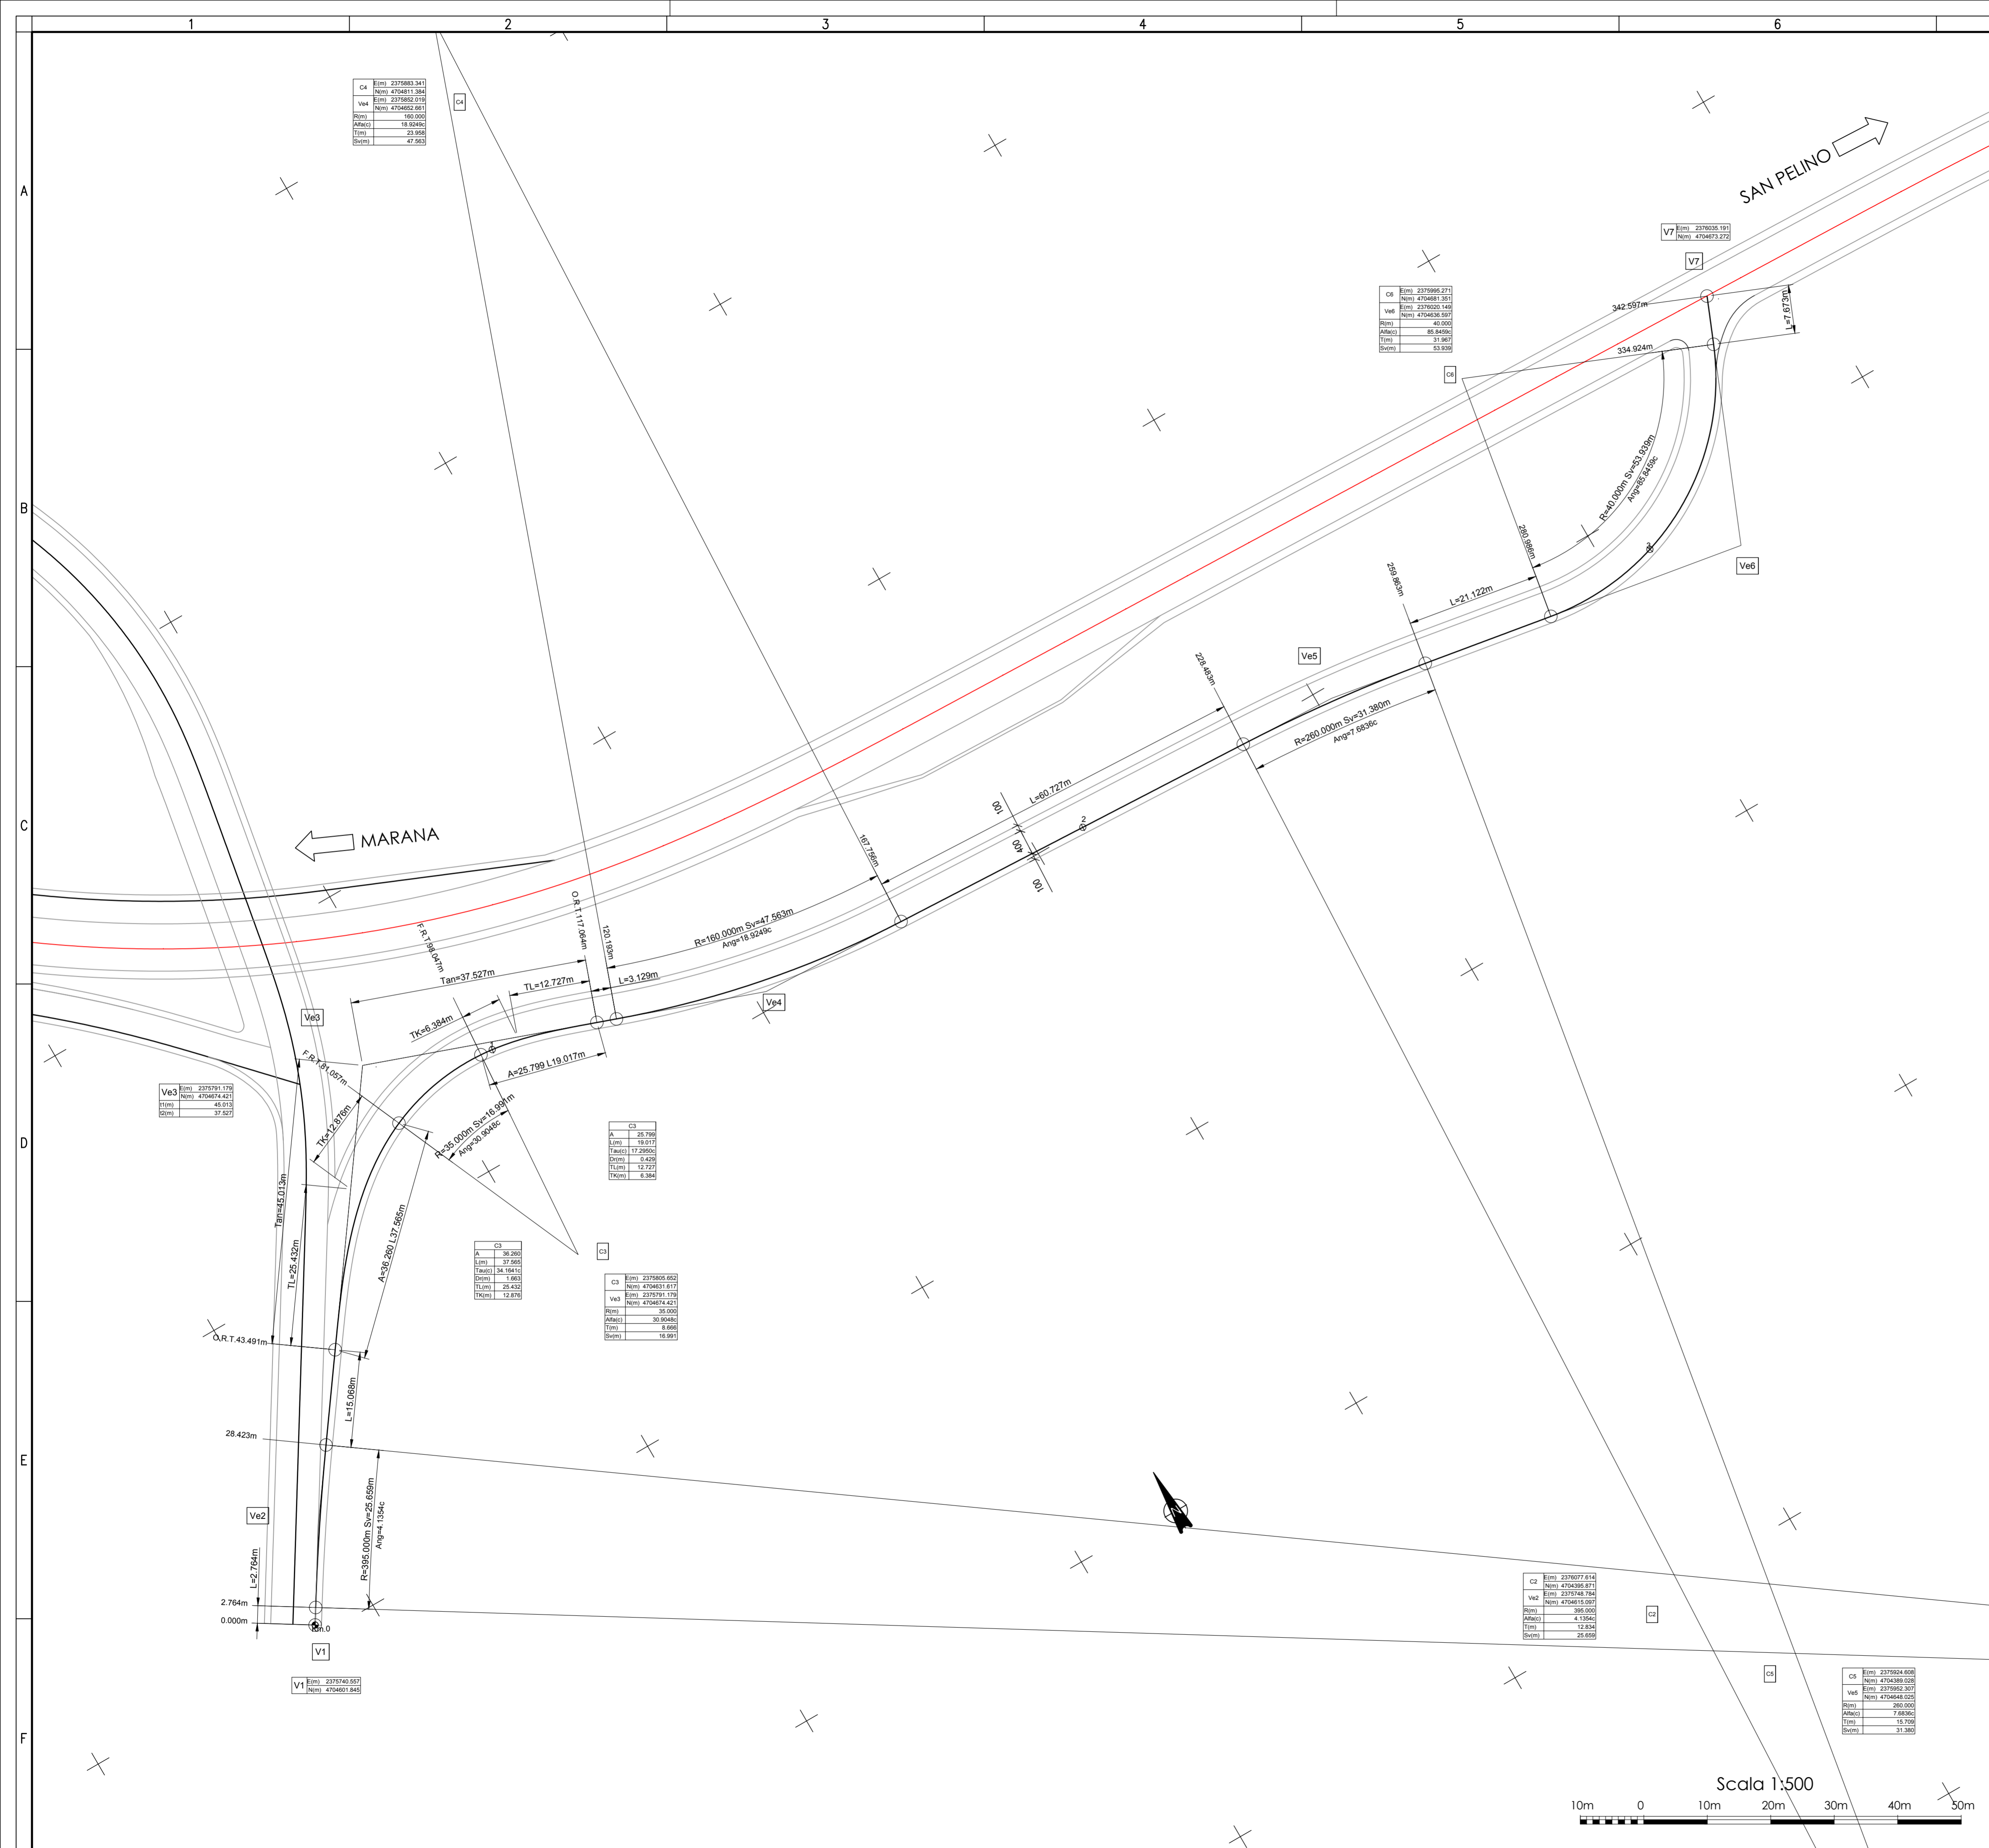 1
2
3
4
5
6
A
B
C
D
E
F
C4 E(m) 2375883.341
N(m) 4704811.384
Ve4 E(m) 2375852.019
N(m) 4704652.661
R(m) 160.000
Alfa(c) 18.9249c
T(m) 23.958
Sv(m) 47.563
C4
SAN PELINO
V7 E(m) 2376035.191
N(m) 4704673.272
V7
C6 E(m) 2375995.271
N(m) 4704681.351
Ve6 E(m) 2376020.149
N(m) 4704636.597
R(m) 40.000
Alfa(c) 85.8459c
T(m) 31.967
Sv(m) 53.939
C6
342.597m
L=7.673m
334.924m
R=40.000m Sv=53.939m
Ang=85.8459c
280.986m
3
Ve6
259.863m
L=21.122m
Ve5
228.483m
R=260.000m Sv=31.380m
Ang=7.6836c
L=60.727m
100
2
400
100
MARANA
167.756m
O.R.T.117.064m
120.193m
R=160.000m Sv=47.563m
Ang=18.9249c
F.R.T.98.047m
Tan=37.527m
TL=12.727m
L=3.129m
Ve4
TK=6.384m
Ve3
1
A=25.799 L19.017m
F.R.T.81.057m
Ve3 E(m) 2375791.179
N(m) 4704674.421
t1(m) 45.013
t2(m) 37.527
TK=12.876m
R=35.000m Sv=16.991m
Ang=30.9048c
C3
A 25.799
L(m) 19.017
Tau(c) 17.2950c
Dr(m) 0.429
TL(m) 12.727
TK(m) 6.384
Tan=45.013m
TL=25.432m
A=36.260 L37.565m
C3
A 36.260
L(m) 37.565
Tau(c) 34.1641c
Dr(m) 1.663
TL(m) 25.432
TK(m) 12.876
C3
C3 E(m) 2375805.652
N(m) 4704631.617
Ve3 E(m) 2375791.179
N(m) 4704674.421
R(m) 35.000
Alfa(c) 30.9048c
T(m) 8.666
Sv(m) 16.991
O.R.T.43.491m
L=15.068m
28.423m
R=395.000m Sv=25.659m
Ang=4.1354c
Ve2
L=2.764m
2.764m
0.000m
Km.0
V1
V1 E(m) 2375740.557
N(m) 4704601.845
C2 E(m) 2376077.614
N(m) 4704395.871
Ve2 E(m) 2375748.784
N(m) 4704615.097
R(m) 395.000
Alfa(c) 4.1354c
T(m) 12.834
Sv(m) 25.659
C2
C5
C5 E(m) 2375924.608
N(m) 4704389.028
Ve5 E(m) 2375952.307
N(m) 4704648.025
R(m) 260.000
Alfa(c) 7.6836c
T(m) 15.709
Sv(m) 31.380
Scala 1:500
10m 0 10m 20m 30m 40m 50m